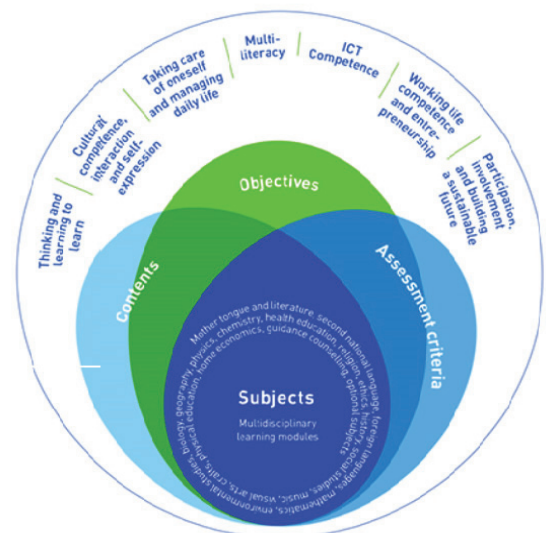 Thinking and
learning to
learn
Cultural
competence,
interaction
and self-
expression
Taking care
of oneself
and managing
daily life
Multi-
literacy
ICT
Competence
Working life
competence
and entre-
preneurship
Participation,
involvement
and building
a sustainable
future
Objectives
Contents
Assessment criteria
Mother tongue and literature, second national language, foreign languages, mathematics, environmental studies, biology, geography, physics, chemistry, health education, religion, ethics, history, social studies, music, visual arts, crafts, physical education, home economics, guidance counselling, optional subjects
Subjects
Multidisciplinary
learning modules